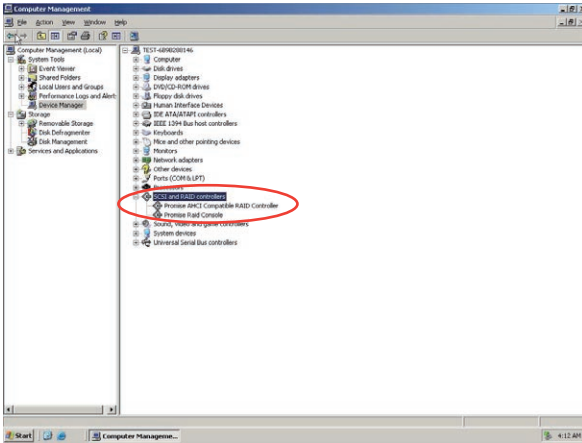 Computer Management
File Action View Window Help
Computer Management (Local)
System Tools
Event Viewer
Shared Folders
Local Users and Groups
Performance Logs and Alerts
Device Manager
Storage
Removable Storage
Disk Defragmenter
Disk Management
Services and Applications
TEST-6898208146
Computer
Disk drives
Display adapters
DVD/CD-ROM drives
Floppy disk drives
Human Interface Devices
IDE ATA/ATAPI controllers
IEEE 1394 Bus host controllers
Keyboards
Mice and other pointing devices
Monitors
Network adapters
Other devices
Ports (COM & LPT)
Processors
SCSI and RAID controllers
Promise AHCI Compatible RAID Controller
Promise Raid Console
Sound, video and game controllers
System devices
Universal Serial Bus controllers
Start
Computer Manageme...
4:12 AM